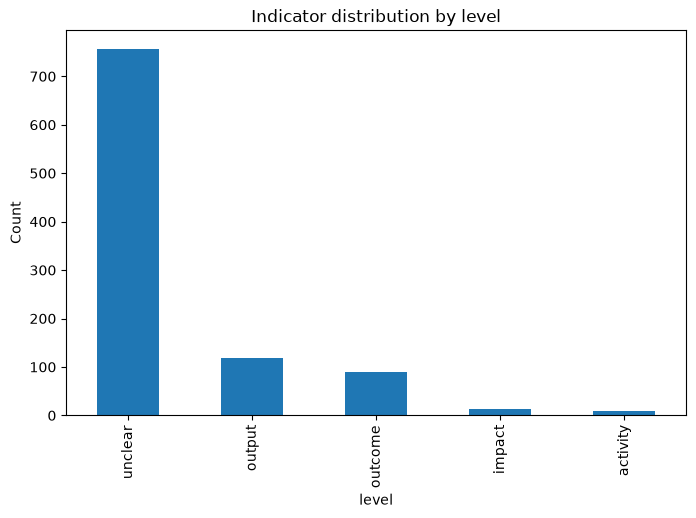 Indicator distribution by level
Count
700
600
500
400
300
200
100
0
unclear
output
outcome
impact
activity
level